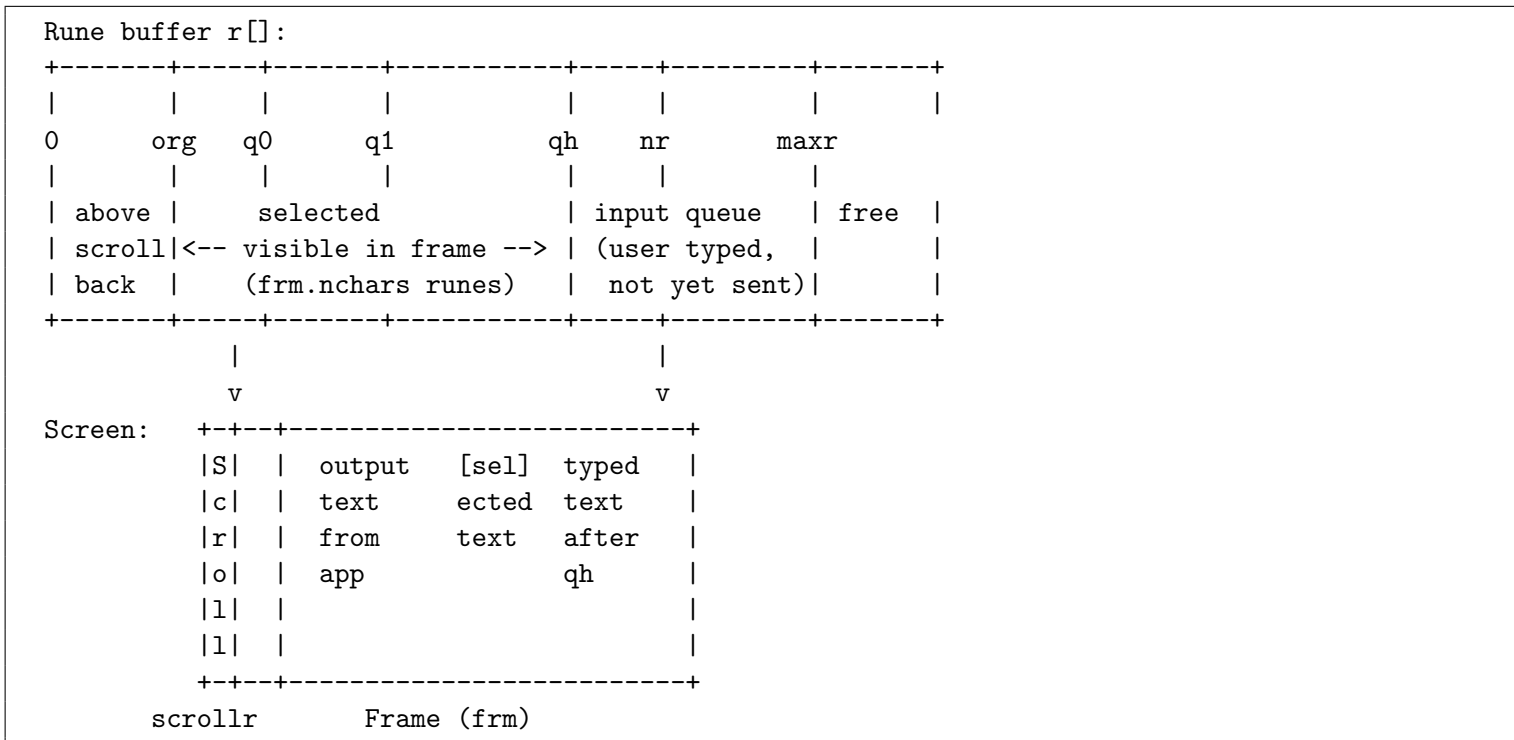 Rune buffer r[]:
+-------+-----+-------+-----------+-----+---------+-------+
|       |     |       |           |     |         |       |
0      org   q0      q1          qh    nr       maxr
|       |     |       |           |     |         |
| above |     selected            | input queue   | free  |
| scroll|<-- visible in frame --> | (user typed,  |       |
| back  |    (frm.nchars runes)   |  not yet sent)|       |
+-------+-----+-------+-----------+-----+---------+-------+
            |                           |
            v                           v
Screen:   +-+--+--------------------------+
          |S|  |  output   [sel]  typed   |
          |c|  |  text     ected  text    |
          |r|  |  from     text   after   |
          |o|  |  app             qh      |
          |l|  |                          |
          |l|  |                          |
          +-+--+--------------------------+
       scrollr       Frame (frm)